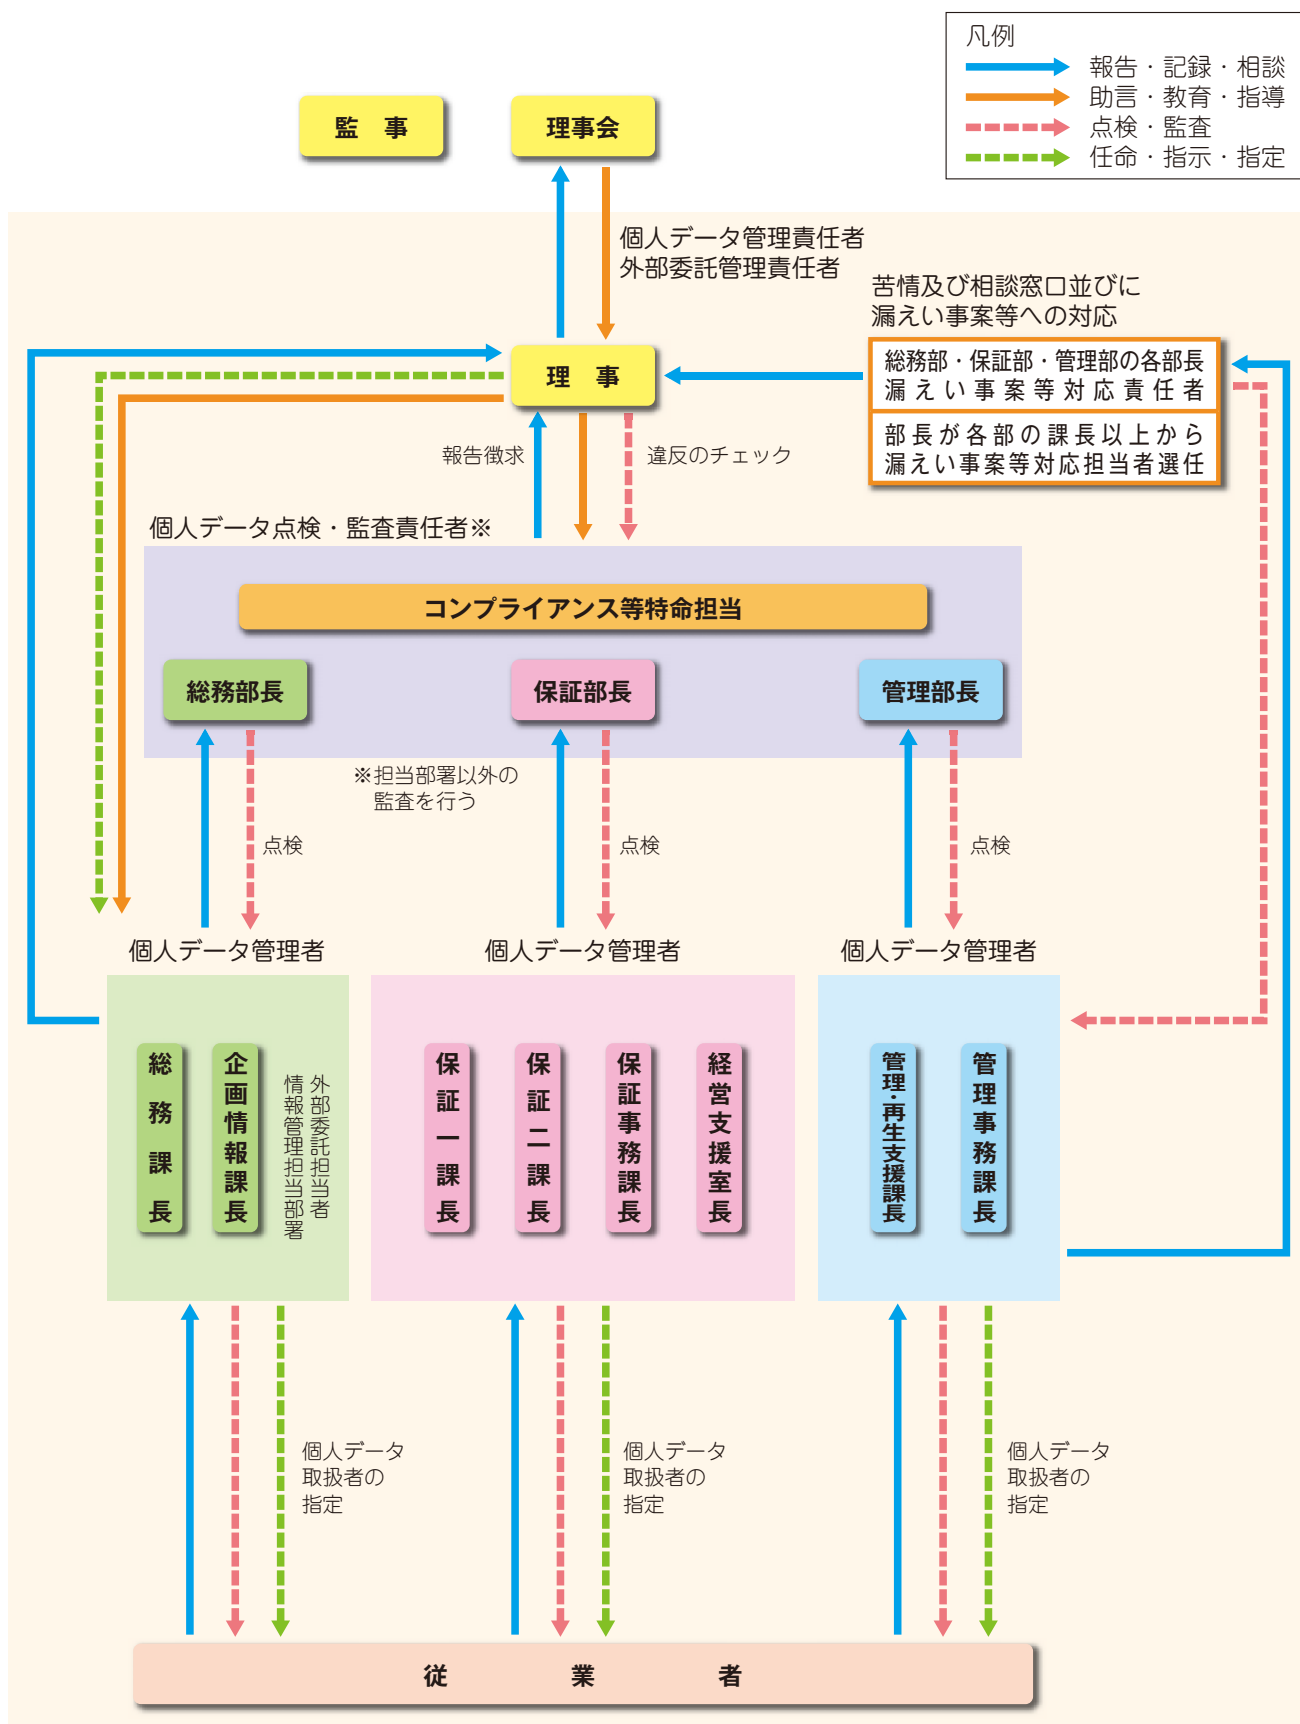 凡例
報告・記録・相談
助言・教育・指導
点検・監査
任命・指示・指定
監 事
理事会
個人データ管理責任者
外部委託管理責任者
苦情及び相談窓口並びに
漏えい事案等への対応
総務部・保証部・管理部の各部長
漏えい事案等対応責任者
部長が各部の課長以上から
漏えい事案等対応担当者選任
理 事
報告徴求
違反のチェック
個人データ点検・監査責任者※
コンプライアンス等特命担当
総務部長
保証部長
管理部長
※担当部署以外の
監査を行う
点検
点検
点検
個人データ管理者
個人データ管理者
個人データ管理者
総務課長
企画情報課長
外部委託担当者
情報管理担当部署
保証一課長
保証二課長
保証事務課長
経営支援室長
管理・再生支援課長
管理事務課長
個人データ
取扱者の
指定
個人データ
取扱者の
指定
個人データ
取扱者の
指定
従 業 者